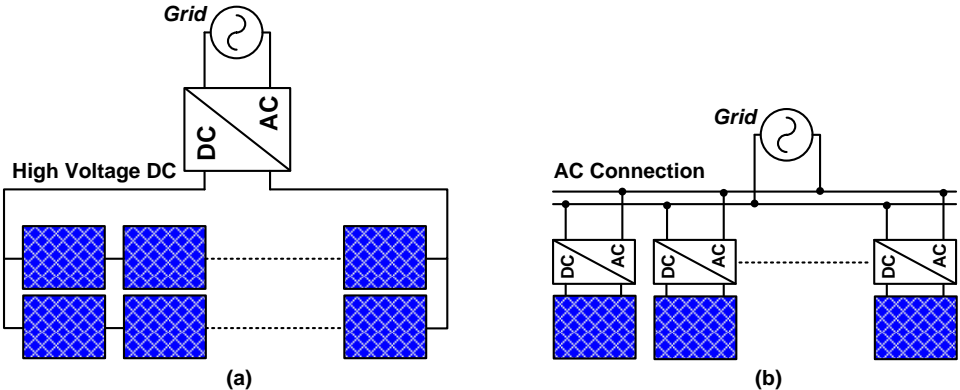 Grid
DC
AC
High Voltage DC
(a)
Grid
AC Connection
DC
AC
DC
AC
DC
AC
(b)